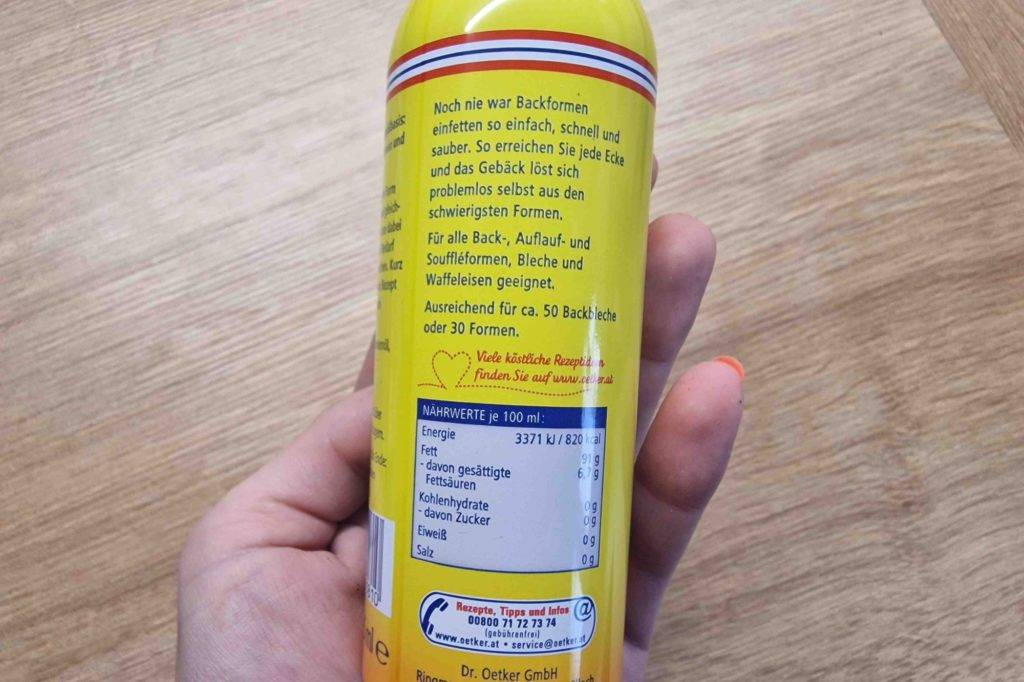 Noch nie war Backformen
einfetten so einfach, schnell und
sauber. So erreichen Sie jede Ecke
und das Gebäck löst sich
problemlos selbst aus den
schwierigsten Formen.
Für alle Back-, Auflauf- und
Souffléformen, Bleche und
Waffeleisen geeignet.
Ausreichend für ca. 50 Backbleche
oder 30 Formen.
Viele köstliche Rezeptideen
finden Sie auf www.oetker.at
NÄHRWERTE je 100 ml:
Energie 3371 kJ / 820 kcal
Fett 91 g
- davon gesättigte 6,7 g
Fettsäuren
Kohlenhydrate 0 g
- davon Zucker 0 g
Eiweiß 0 g
Salz 0 g
Rezepte, Tipps und Infos @
00800 71 72 73 74
(gebührenfrei)
www.oetker.at • service@oetker.at
Dr. Oetker GmbH